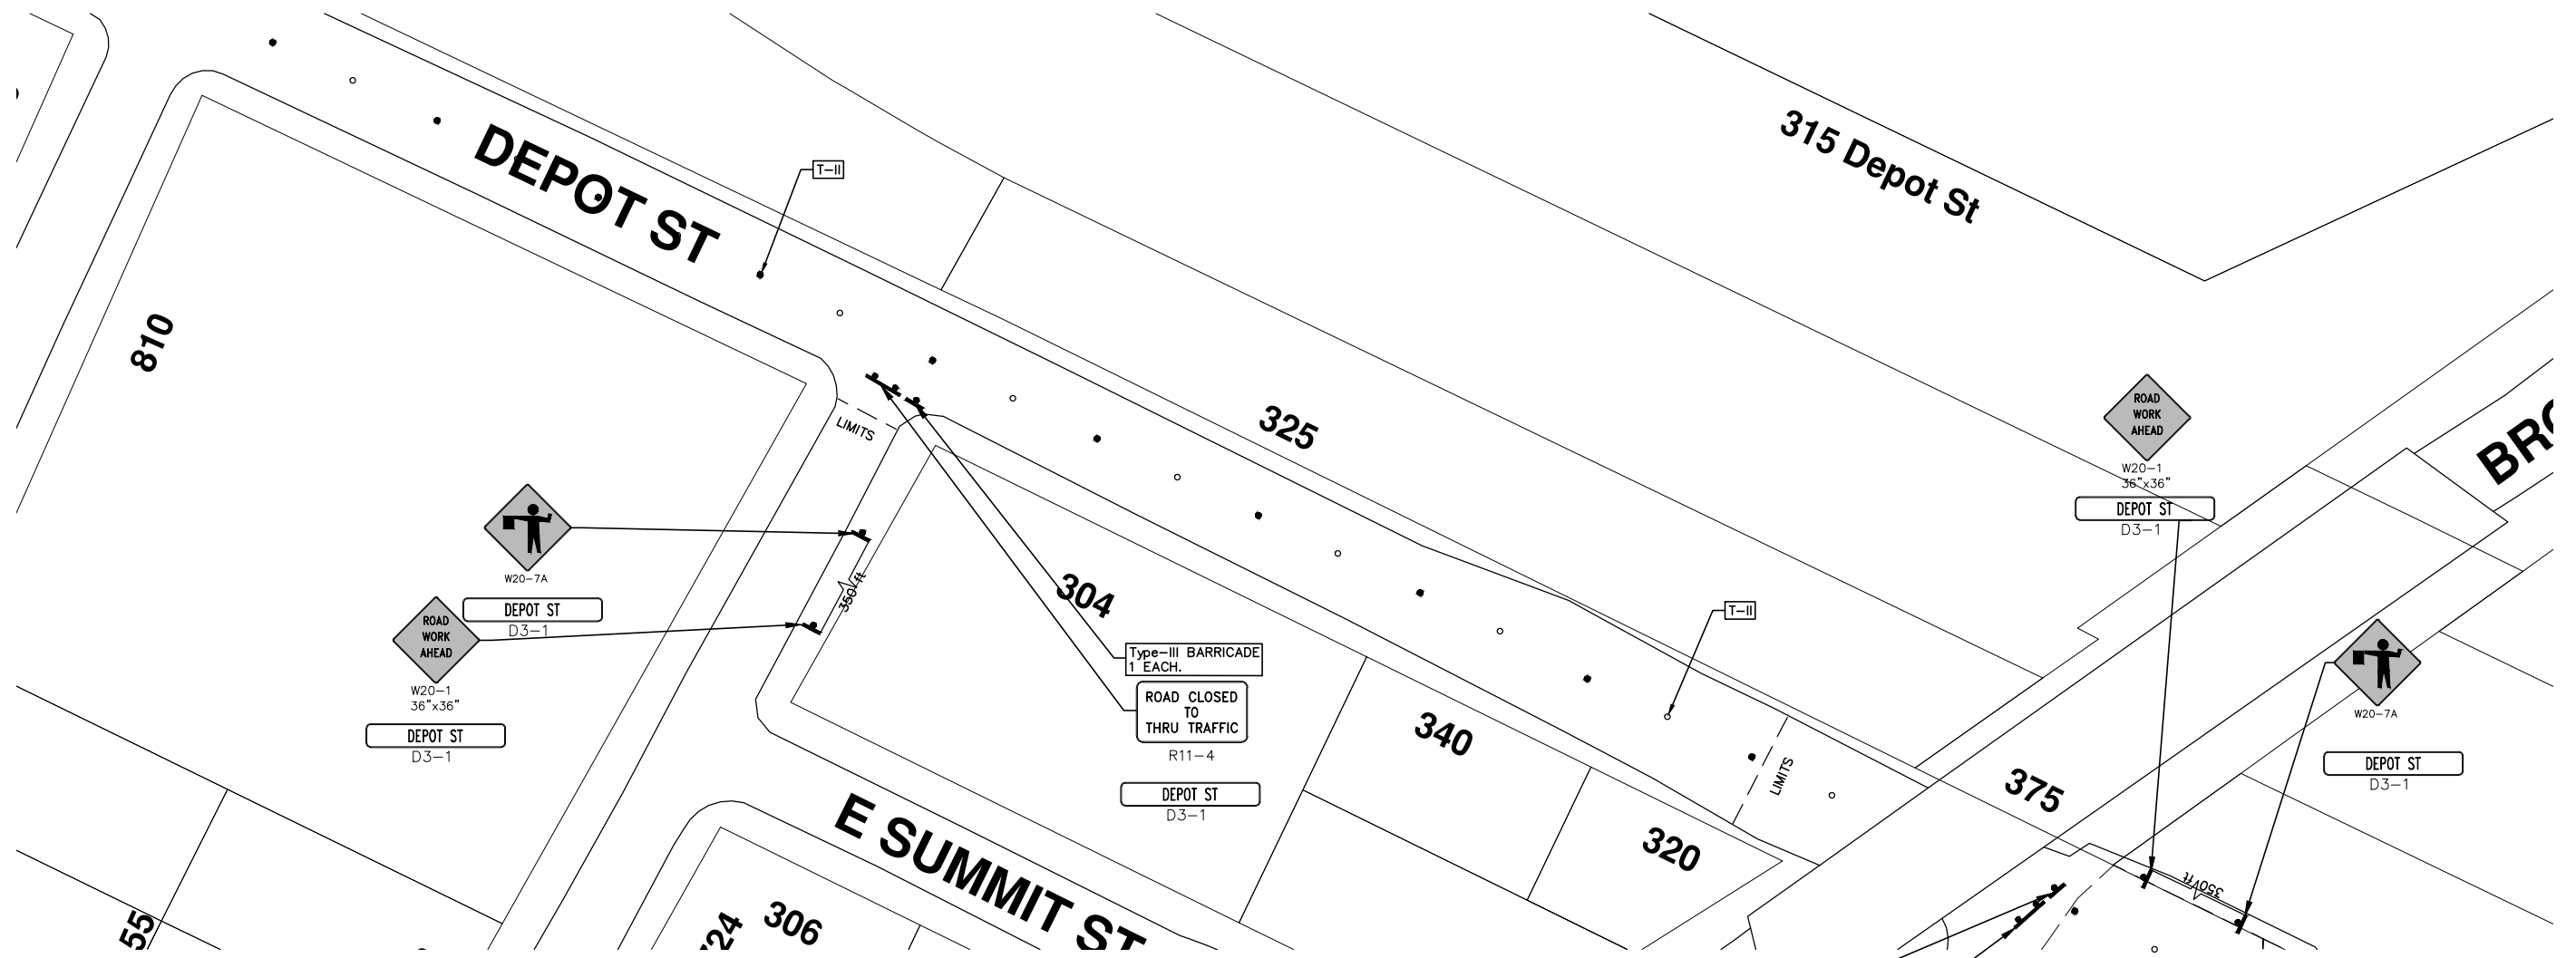 DEPOT ST
T-II
315 Depot St
810
LIMITS
325
ROAD
WORK
AHEAD
W20-1
36"x36"
DEPOT ST
D3-1
W20-7A
DEPOT ST
D3-1
350 ft
304
ROAD
WORK
AHEAD
W20-1
36"x36"
DEPOT ST
D3-1
Type-III BARRICADE
1 EACH.
ROAD CLOSED
TO
THRU TRAFFIC
R11-4
DEPOT ST
D3-1
T-II
340
LIMITS
320
375
W20-7A
DEPOT ST
D3-1
350 ft
E SUMMIT ST
306
55